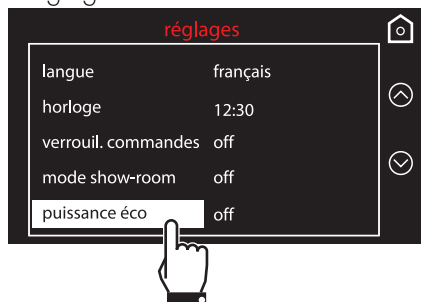 réglages
langue français
horloge 12:30
verrouil. commandes off
mode show-room off
puissance éco off